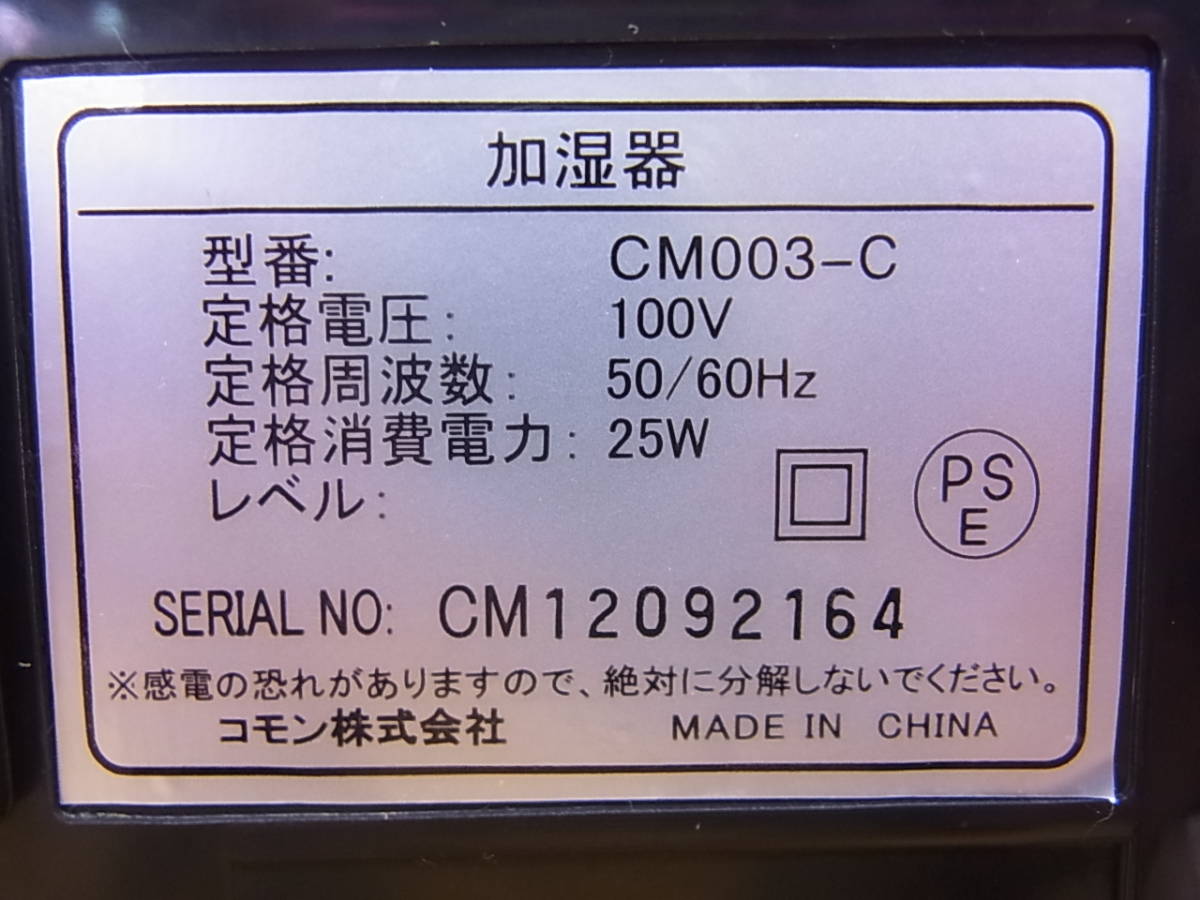 加湿器
型番: CM003-C
定格電圧: 100V
定格周波数: 50/60Hz
定格消費電力: 25W
レベル:
PS
E
SERIAL NO: CM12092164
※感電の恐れがありますので、絶対に分解しないでください。
コモン株式会社 MADE IN CHINA